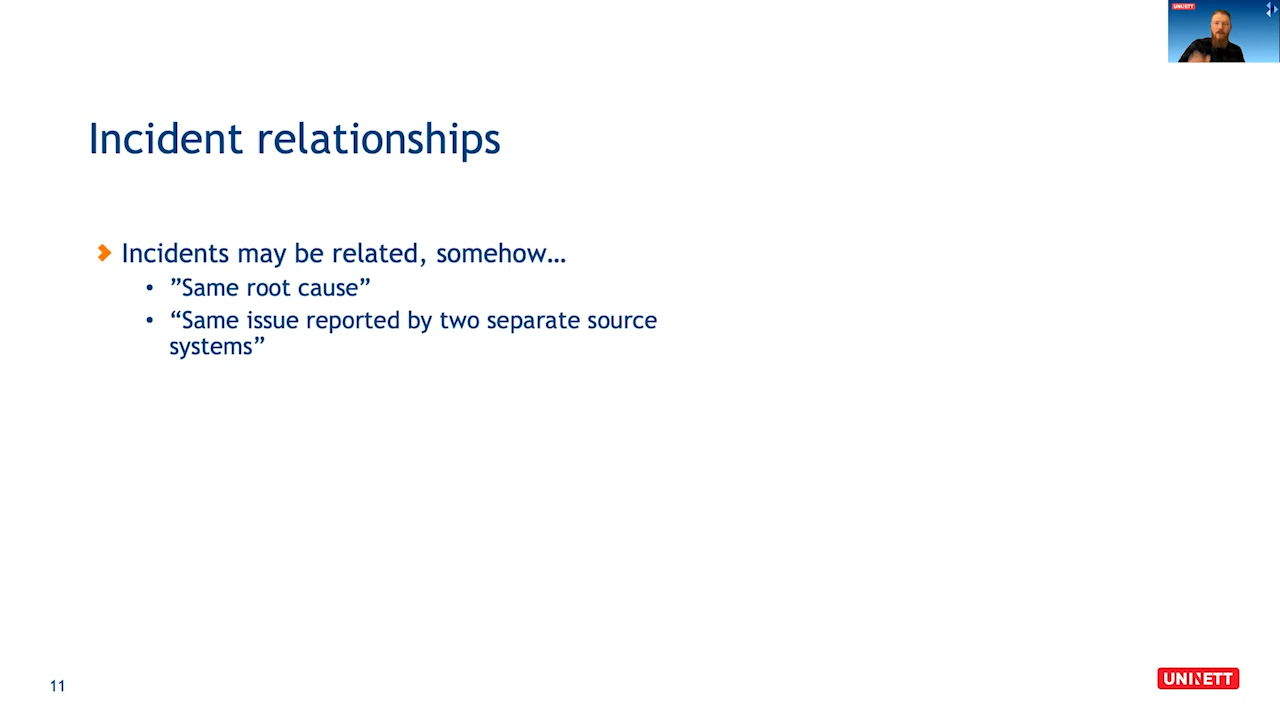 UNINETT
Incident relationships
Incidents may be related, somehow…
• ”Same root cause”
• “Same issue reported by two separate source
systems”
11
UNINETT